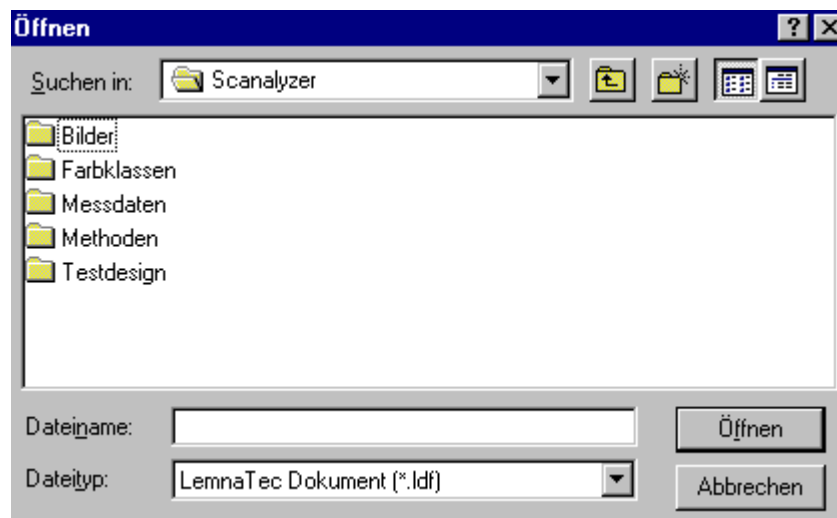 Öffnen
Suchen in: Scanalyzer
Bilder
Farbklassen
Messdaten
Methoden
Testdesign
Dateiname: Öffnen
Dateityp: LemnaTec Dokument (*.ldf) Abbrechen